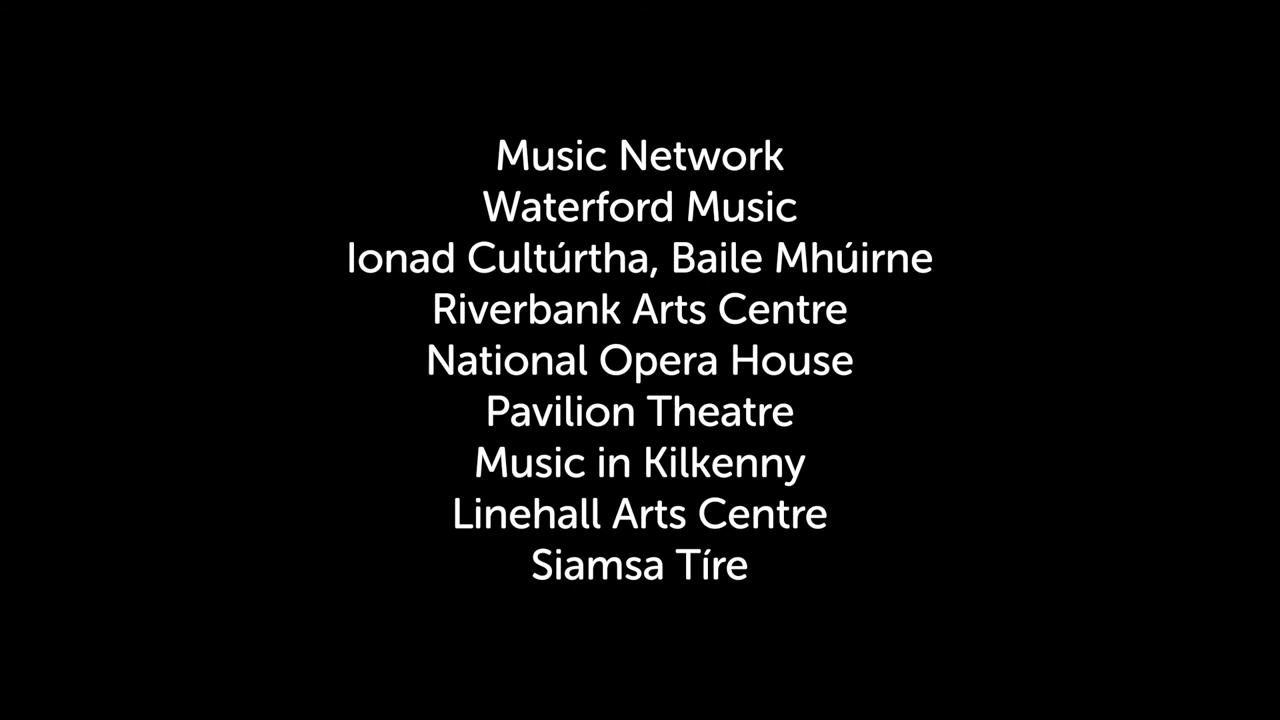 Music Network
Waterford Music
Ionad Cultúrtha, Baile Mhúirne
Riverbank Arts Centre
National Opera House
Pavilion Theatre
Music in Kilkenny
Linehall Arts Centre
Siamsa Tíre